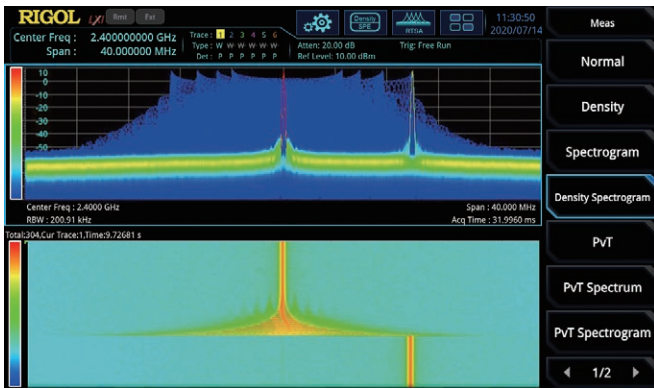 RIGOL LXI Rmt Ext
Center Freq : 2.400000000 GHz
Span : 40.000000 MHz
Trace : 1 2 3 4 5 6
Type : W W W W W W
Det : P P P P P P
Density
SPE
RTSA
11:30:50
2020/07/14
Atten: 20.00 dB Trig: Free Run
Ref Level: 10.00 dBm
10
0
-10
-20
-30
-40
-50
Center Freq : 2.4000 GHz Span : 40.000 MHz
RBW : 200.91 kHz Acq Time : 31.9960 ms
Total:304,Cur Trace:1,Time:9.72681 s
Meas
Normal
Density
Spectrogram
Density Spectrogram
PvT
PvT Spectrum
PvT Spectrogram
1/2